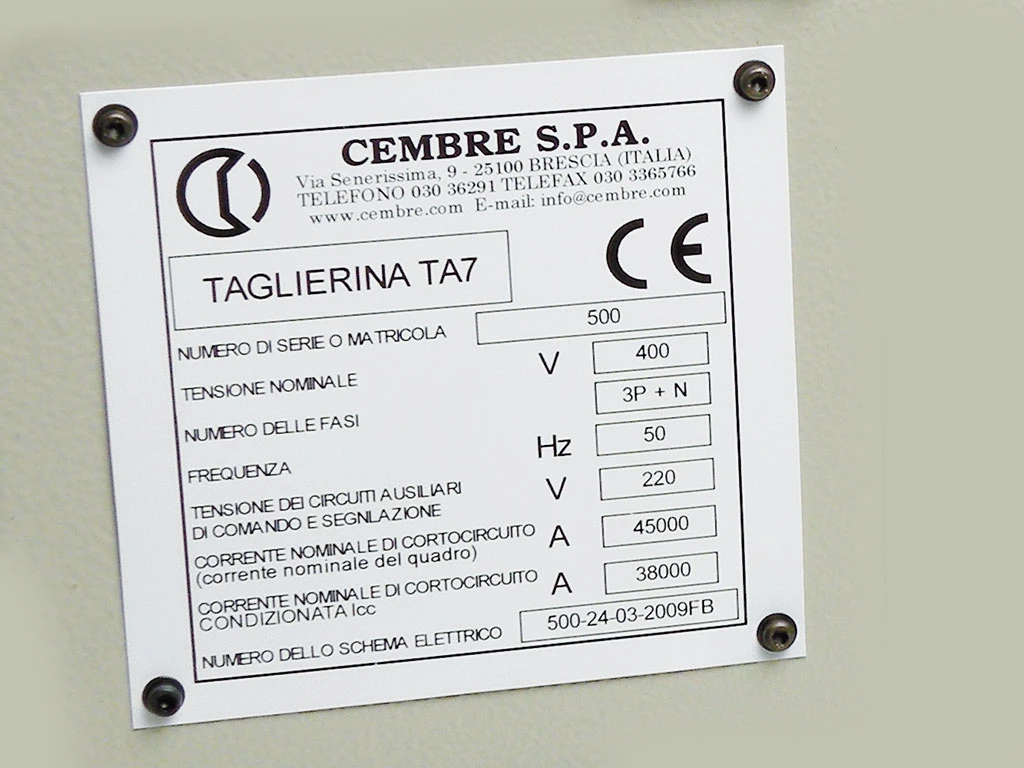 CEMBRE S.P.A.
Via Senerissima, 9 - 25100 BRESCIA (ITALIA)
TELEFONO 030 36291 TELEFAX 030 3365766
www.cembre.com E-mail: info@cembre.com
CE
TAGLIERINA TA7
NUMERO DI SERIE O MATRICOLA 500
TENSIONE NOMINALE V 400
NUMERO DELLE FASI 3P + N
FREQUENZA Hz 50
TENSIONE DEI CIRCUITI AUSILIARI
DI COMANDO E SEGNLAZIONE V 220
CORRENTE NOMINALE DI CORTOCIRCUITO A 45000
(corrente nominale del quadro)
CORRENTE NOMINALE DI CORTOCIRCUITO A 38000
CONDIZIONATA Icc
NUMERO DELLO SCHEMA ELETTRICO 500-24-03-2009FB